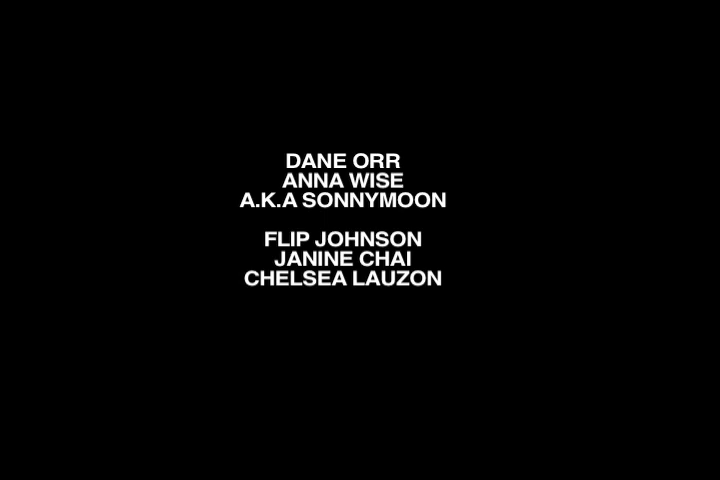 DANE ORR
ANNA WISE
A.K.A SONNYMOON
FLIP JOHNSON
JANINE CHAI
CHELSEA LAUZON